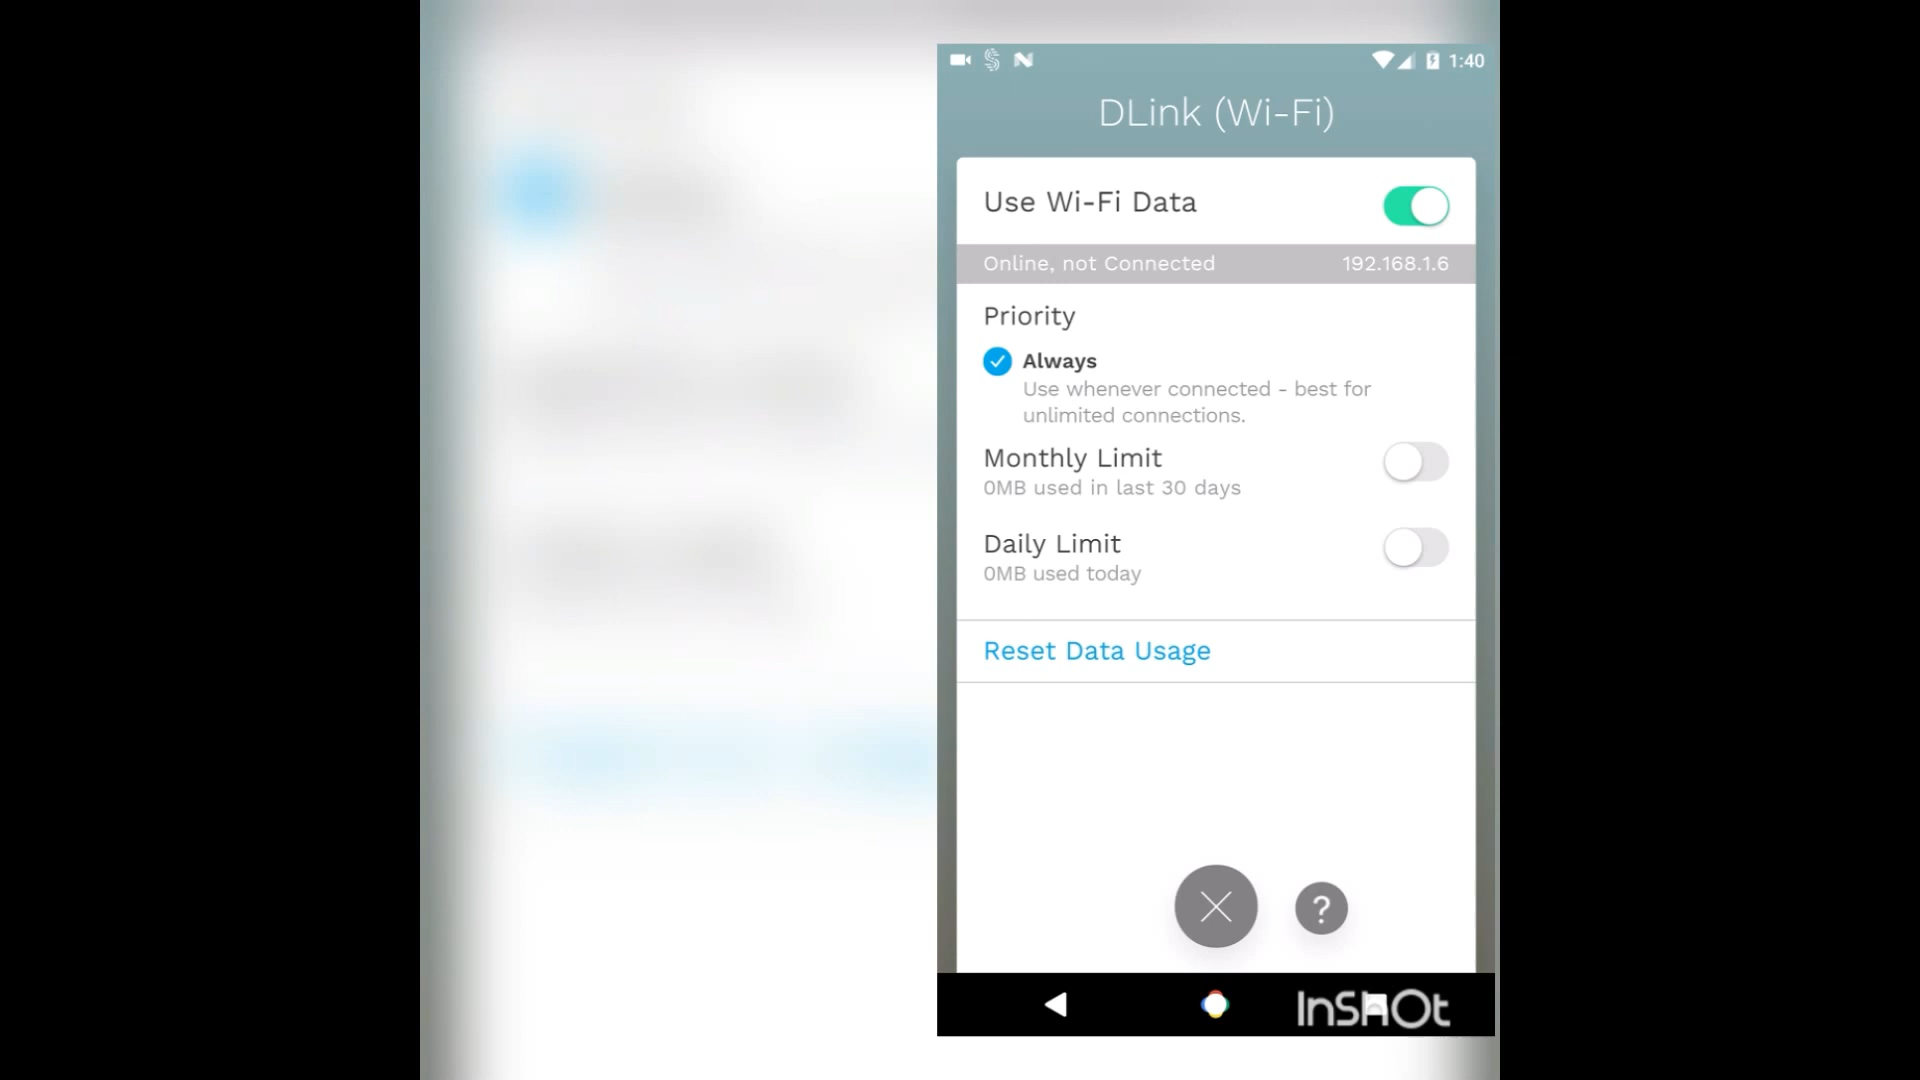 1:40
DLink (Wi-Fi)
Use Wi-Fi Data
Online, not Connected 192.168.1.6
Priority
Always
Use whenever connected - best for
unlimited connections.
Monthly Limit
0MB used in last 30 days
Daily Limit
0MB used today
Reset Data Usage
?
InShOt